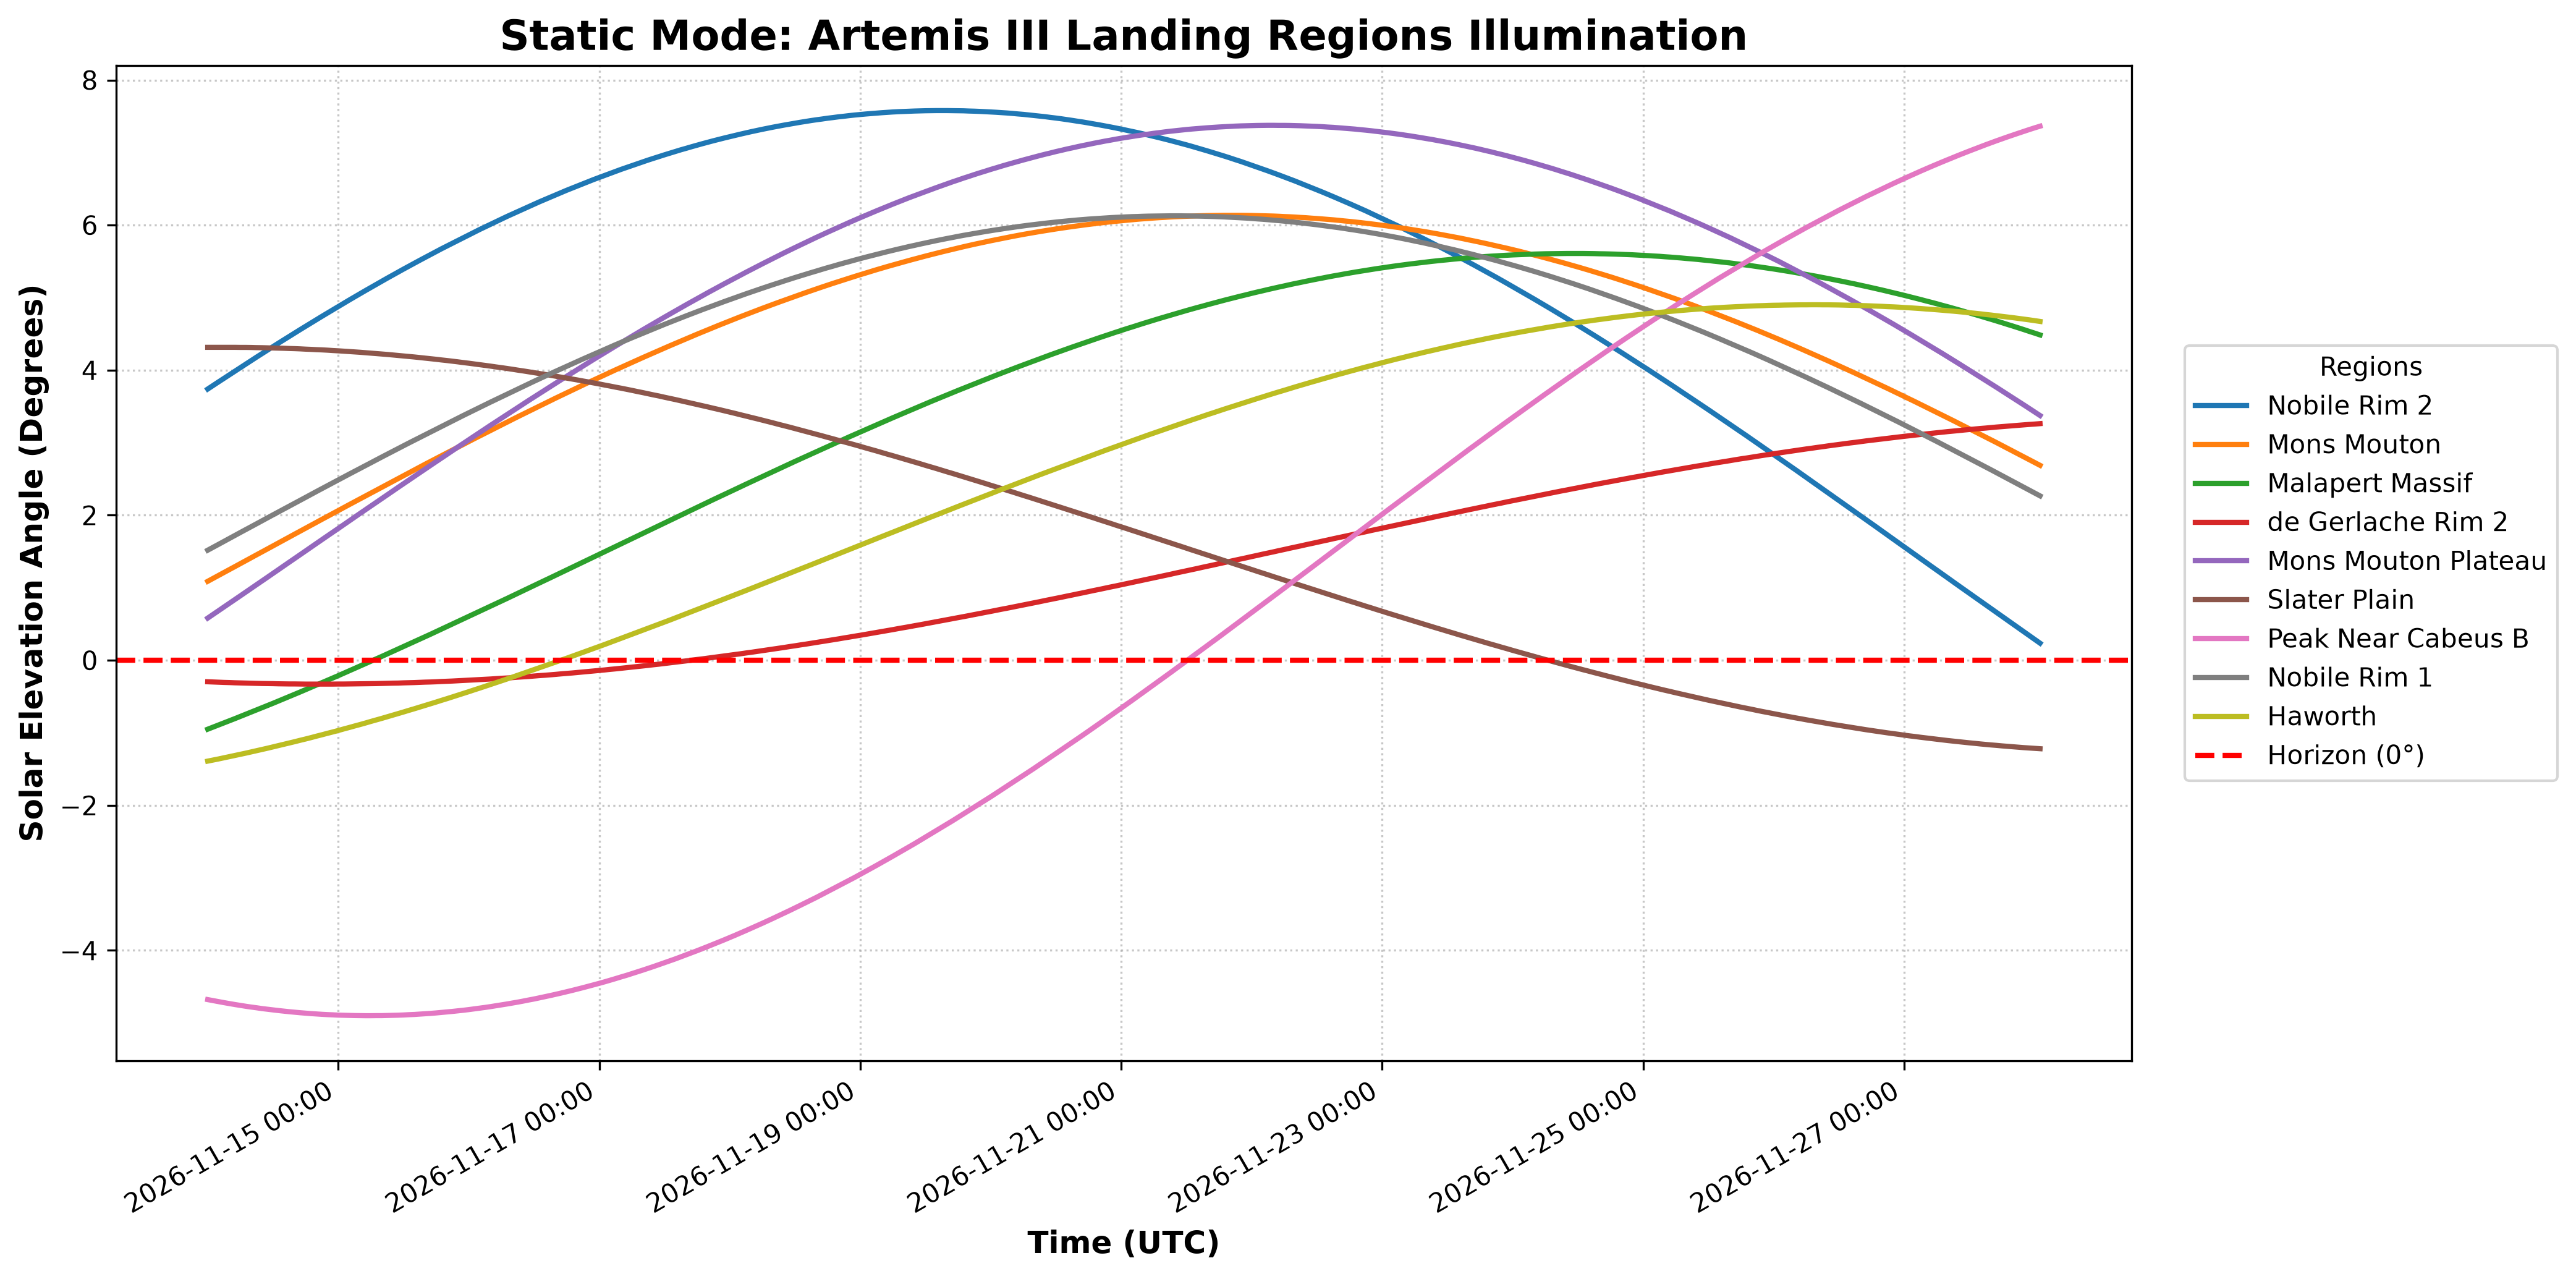 Static Mode: Artemis III Landing Regions Illumination
Solar Elevation Angle (Degrees)
8
6
4
2
0
−2
−4
2026-11-15 00:00
2026-11-17 00:00
2026-11-19 00:00
2026-11-21 00:00
2026-11-23 00:00
2026-11-25 00:00
2026-11-27 00:00
Time (UTC)
Regions
Nobile Rim 2
Mons Mouton
Malapert Massif
de Gerlache Rim 2
Mons Mouton Plateau
Slater Plain
Peak Near Cabeus B
Nobile Rim 1
Haworth
Horizon (0°)